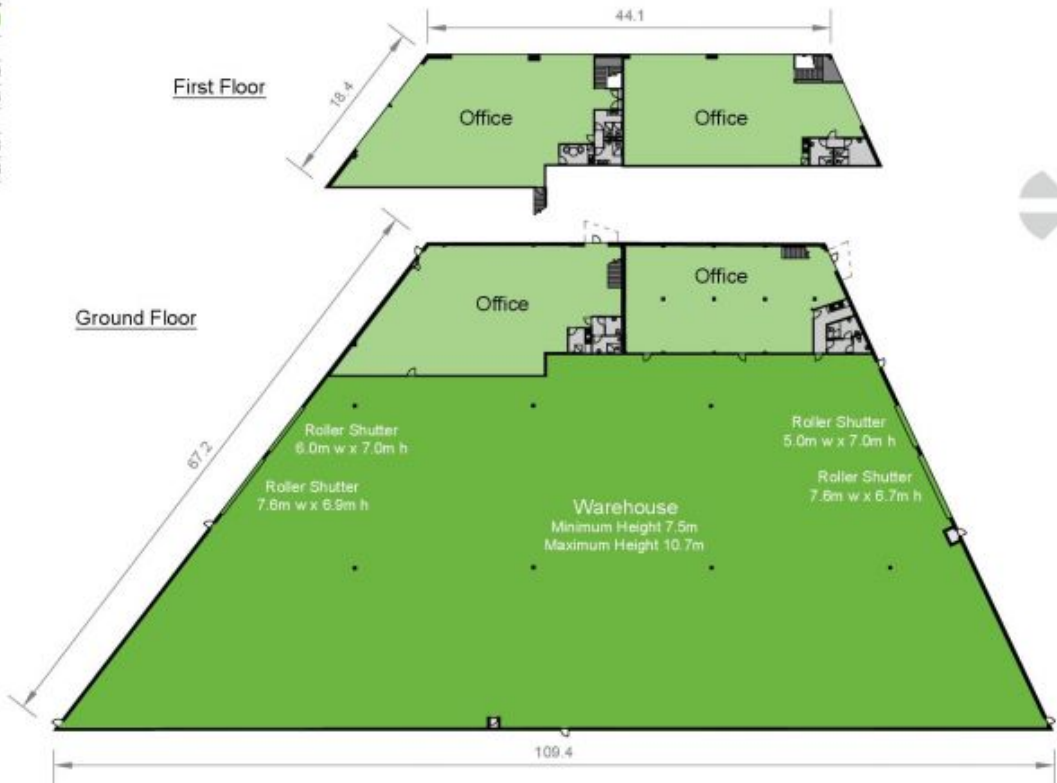 44.1
First Floor
18.4
Office
Office
Ground Floor
Office
Office
67.2
Roller Shutter
6.0m w x 7.0m h
Roller Shutter
5.0m w x 7.0m h
Roller Shutter
7.6m w x 6.9m h
Roller Shutter
7.6m w x 6.7m h
Warehouse
Minimum Height 7.5m
Maximum Height 10.7m
109.4